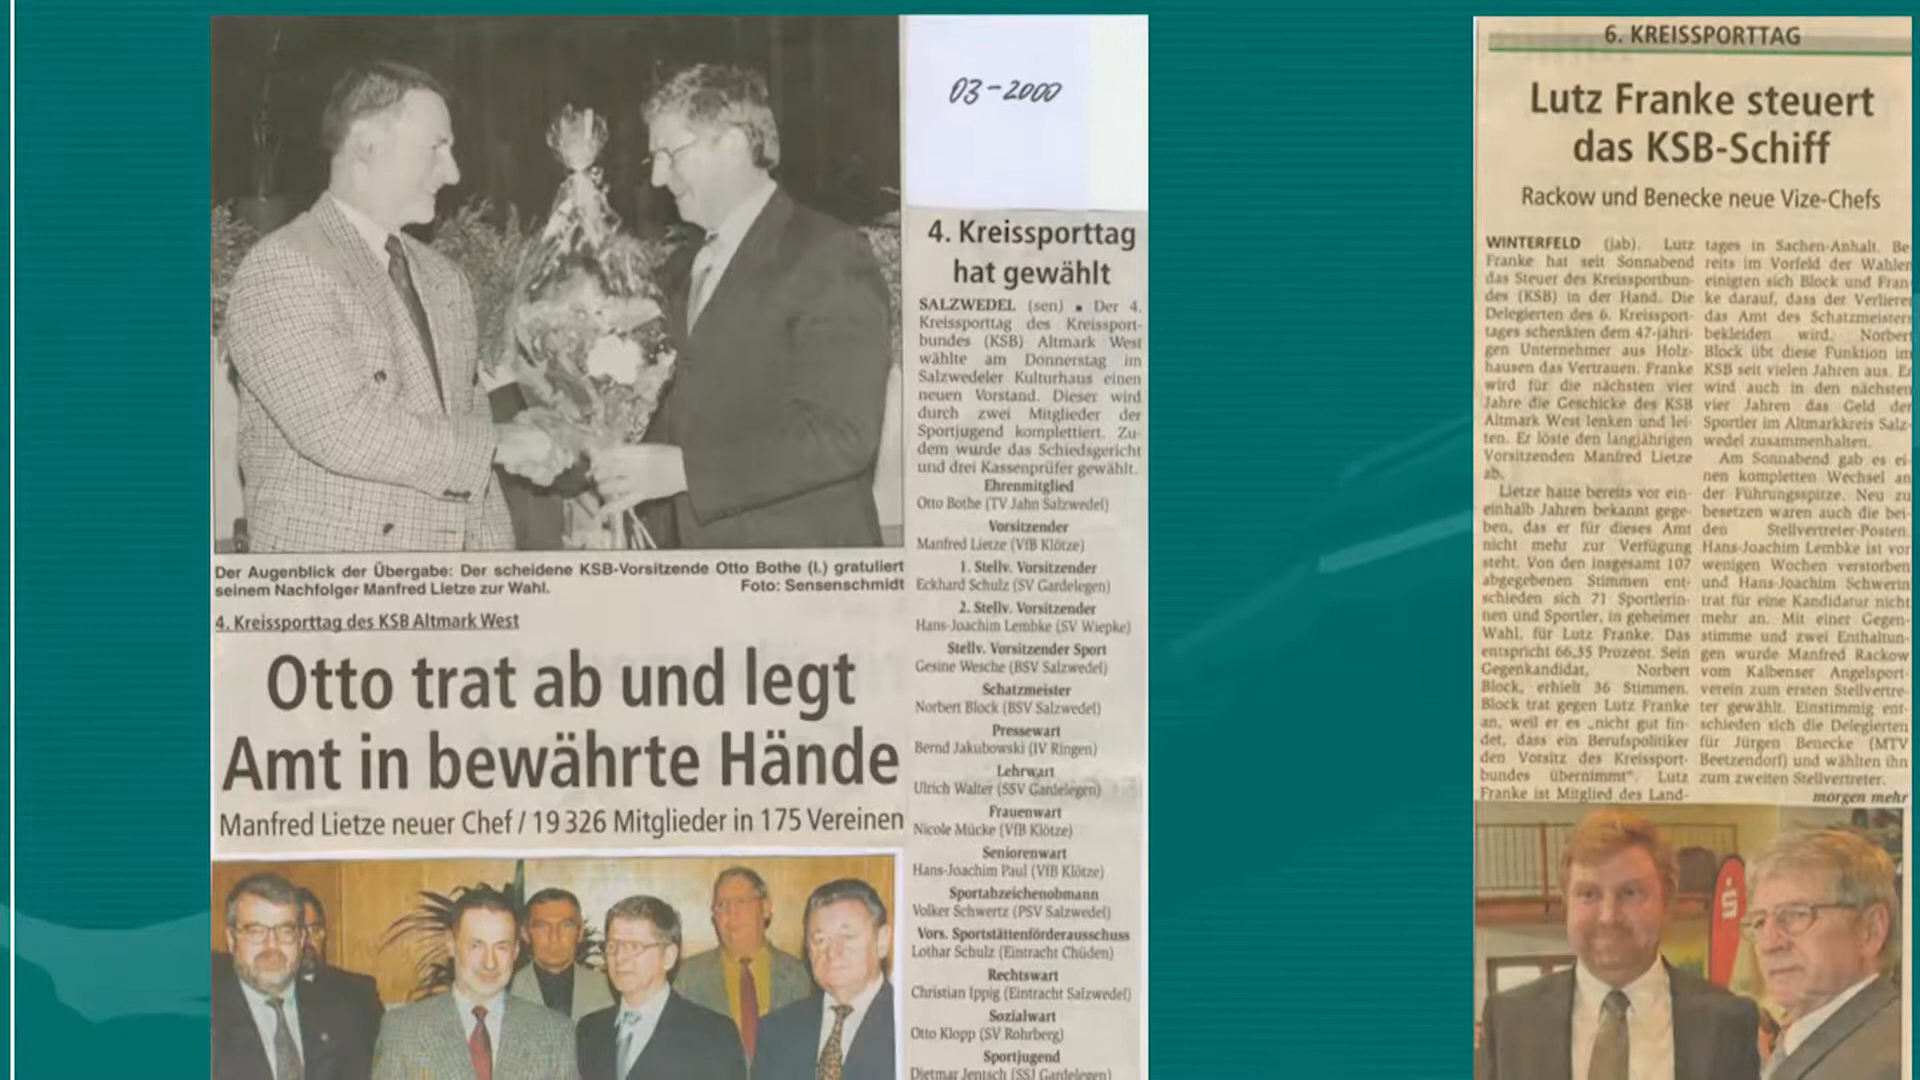 03-2000
Der Augenblick der Übergabe: Der scheidene KSB-Vorsitzende Otto Bothe (l.) gratuliert
seinem Nachfolger Manfred Lietze zur Wahl. Foto: Sensenschmidt
4. Kreissporttag des KSB Altmark West
Otto trat ab und legt
Amt in bewährte Hände
Manfred Lietze neuer Chef / 19 326 Mitglieder in 175 Vereinen
4. Kreissporttag
hat gewählt
SALZWEDEL (sen) ▪ Der 4.
Kreissporttag des Kreissport-
bundes (KSB) Altmark West
wählte am Donnerstag im
Salzwedeler Kulturhaus einen
neuen Vorstand. Dieser wird
durch zwei Mitglieder der
Sportjugend komplettiert. Zu-
dem wurde das Schiedsgericht
und drei Kassenprüfer gewählt.
Ehrenmitglied
Otto Bothe (TV Jahn Salzwedel)
Vorsitzender
Manfred Lietze (VfB Klötze)
1. Stellv. Vorsitzender
Eckhard Schulz (SV Gardelegen)
2. Stellv. Vorsitzender
Hans-Joachim Lembke (SV Wiepke)
Stellv. Vorsitzender Sport
Gesine Wesche (BSV Salzwedel)
Schatzmeister
Norbert Block (BSV Salzwedel)
Pressewart
Bernd Jakubowski (IV Ringen)
Lehrwart
Ulrich Walter (SSV Gardelegen)
Frauenwart
Nicole Mücke (VfB Klötze)
Seniorenwart
Hans-Joachim Paul (VfB Klötze)
Sportabzeichenobmann
Volker Schwertz (PSV Salzwedel)
Vors. Sportstättenförderausschuss
Lothar Schulz (Eintracht Chüden)
Rechtswart
Christian Ippig (Eintracht Salzwedel)
Sozialwart
Otto Klopp (SV Rohrberg)
Sportjugend
Dietmar Jentsch (SSJ Gardelegen)
6. KREISSPORTTAG
Lutz Franke steuert
das KSB-Schiff
Rackow und Benecke neue Vize-Chefs
WINTERFELD (jab). Lutz
Franke hat seit Sonnabend
das Steuer des Kreissportbun-
des (KSB) in der Hand. Die
Delegierten des 6. Kreissport-
tages schenkten dem 47-jähri-
gen Unternehmer aus Holz-
hausen das Vertrauen. Franke
wird für die nächsten vier
Jahre die Geschicke des KSB
Altmark West lenken und lei-
ten. Er löste den langjährigen
Vorsitzenden Manfred Lietze
ab.
Lietze hatte bereits vor ein-
einhalb Jahren bekannt gege-
ben, das er für dieses Amt
nicht mehr zur Verfügung
steht. Von den insgesamt 107
abgegebenen Stimmen ent-
schieden sich 71 Sportlerin-
nen und Sportler, in geheimer
Wahl, für Lutz Franke. Das
entspricht 66,35 Prozent. Sein
Gegenkandidat, Norbert
Block, erhielt 36 Stimmen.
Block trat gegen Lutz Franke
an, weil er es „nicht gut fin-
det, dass ein Berufspolitiker
den Vorsitz des Kreissport-
bundes übernimmt“. Lutz
Franke ist Mitglied des Land-
tages in Sachen-Anhalt. Be-
reits im Vorfeld der Wahlen
einigten sich Block und Fran-
ke darauf, dass der Verlierer
das Amt des Schatzmeisters
bekleiden wird. Norbert
Block übt diese Funktion im
KSB seit vielen Jahren aus. Er
wird auch in den nächsten
vier Jahren das Geld der
Sportler im Altmarkkreis Salz-
wedel zusammenhalten.
Am Sonnabend gab es ei-
nen kompletten Wechsel an
der Führungsspitze. Neu zu
besetzen waren auch die bei-
den Stellvertreter-Posten.
Hans-Joachim Lembke ist vor
wenigen Wochen verstorben
und Hans-Joachim Schwerin
trat für eine Kandidatur nicht
mehr an. Mit einer Gegen-
stimme und zwei Enthaltun-
gen wurde Manfred Rackow
vom Kalbenser Angelsport-
verein zum ersten Stellvertre-
ter gewählt. Einstimmig ent-
schieden sich die Delegierten
für Jürgen Benecke (MTV
Beetzendorf) und wählten ihn
zum zweiten Stellvertreter.
morgen mehr